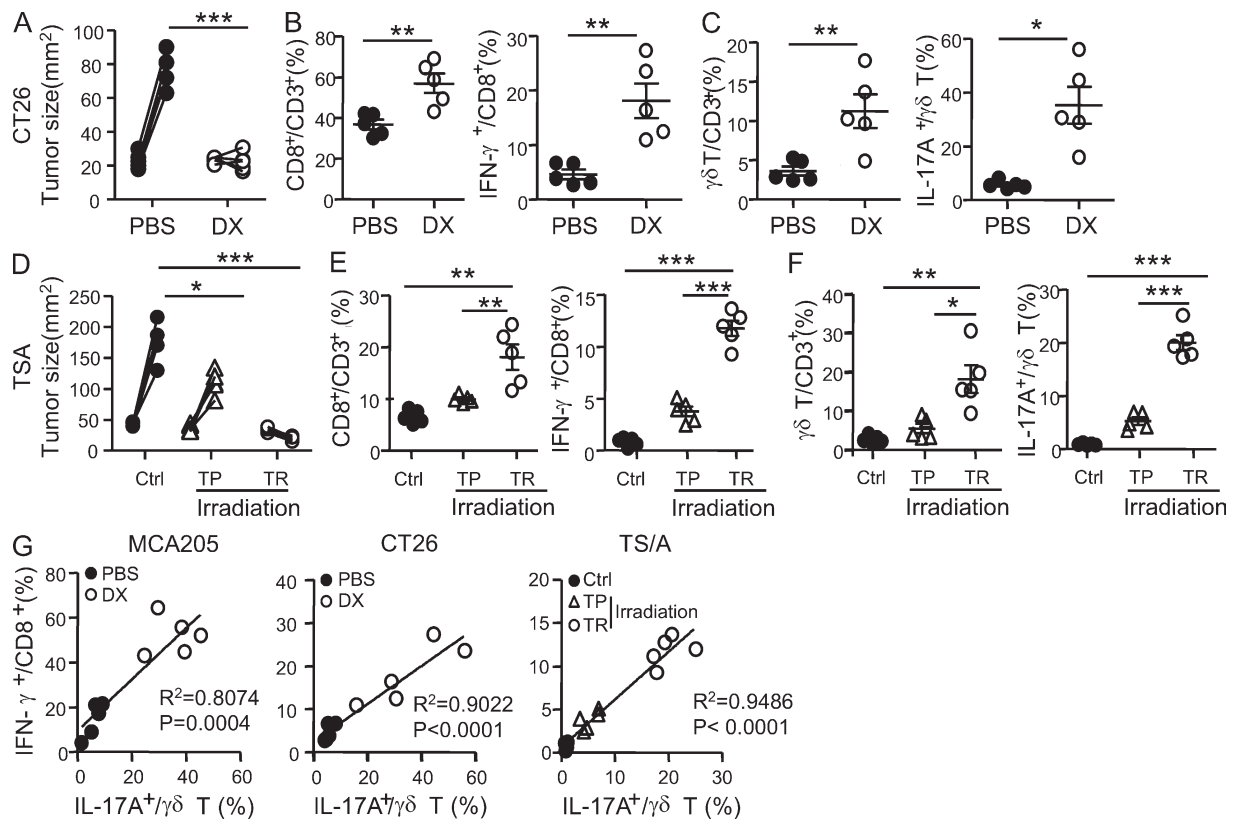 A
CT26
Tumor size(mm²)
100
80
60
40
20
0
***
PBS
DX
B
CD8⁺/CD3⁺(%)
80
60
40
20
0
**
PBS
DX
IFN-γ ⁺/CD8⁺(%)
30
20
10
0
**
PBS
DX
C
γδT/CD3⁺(%)
20
15
10
5
0
**
PBS
DX
IL-17A ⁺/γδ T(%)
60
40
20
0
*
PBS
DX
D
TSA
Tumor size(mm²)
250
200
150
100
50
0
***
*
Ctrl
TP
TR
Irradiation
E
CD8⁺/CD3⁺ (%)
30
20
10
0
**
**
Ctrl
TP
TR
Irradiation
IFN-γ ⁺/CD8⁺(%)
15
10
5
0
***
***
Ctrl
TP
TR
Irradiation
F
γδ T/CD3⁺(%)
40
30
20
10
0
**
*
Ctrl
TP
TR
Irradiation
IL-17A⁺/γδ T(%)
30
20
10
0
***
***
Ctrl
TP
TR
Irradiation
G
MCA205
IFN- γ ⁺/CD8 ⁺(%)
80
60
40
20
0
PBS
DX
R²=0.8074
P=0.0004
0 20 40 60
IL-17A⁺/γδ T (%)
CT26
40
30
20
10
0
PBS
DX
R²=0.9022
P<0.0001
0 20 40 60
IL-17A⁺/γδ T (%)
TS/A
20
15
10
5
0
Ctrl
TP
TR
Irradiation
R²=0.9486
P< 0.0001
0 10 20 30
IL-17A⁺/γδ T (%)